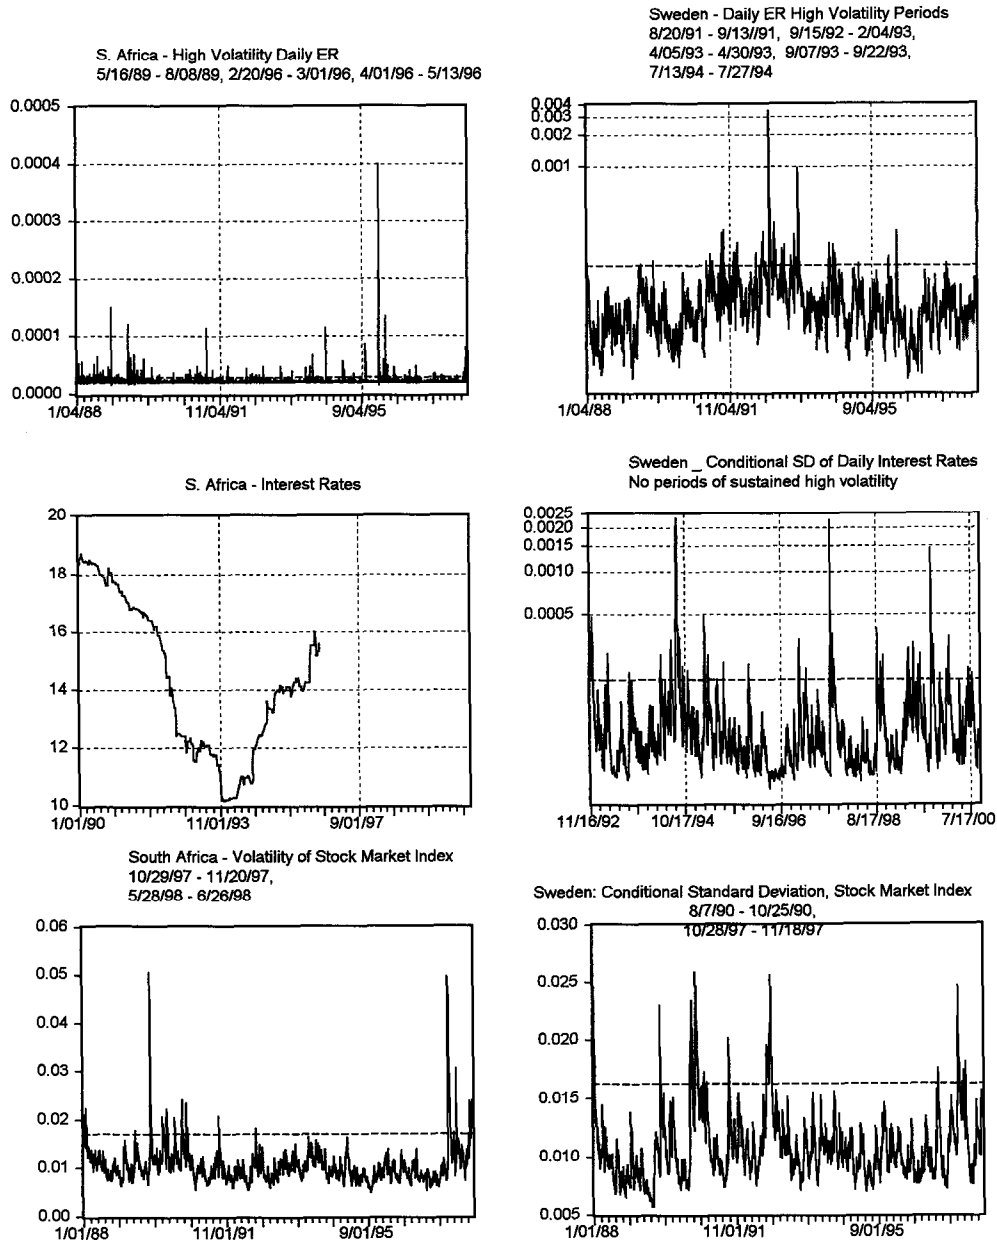 S. Africa - High Volatility Daily ER
5/16/89 - 8/08/89, 2/20/96 - 3/01/96, 4/01/96 - 5/13/96
0.0005
0.0004
0.0003
0.0002
0.0001
0.0000
1/04/88 11/04/91 9/04/95
Sweden - Daily ER High Volatility Periods
8/20/91 - 9/13//91, 9/15/92 - 2/04/93,
4/05/93 - 4/30/93, 9/07/93 - 9/22/93,
7/13/94 - 7/27/94
0.004
0.003
0.002
0.001
1/04/88 11/04/91 9/04/95
S. Africa - Interest Rates
20
18
16
14
12
10
1/01/90 11/01/93 9/01/97
Sweden _ Conditional SD of Daily Interest Rates
No periods of sustained high volatility
0.0025
0.0020
0.0015
0.0010
0.0005
11/16/92 10/17/94 9/16/96 8/17/98 7/17/00
South Africa - Volatility of Stock Market Index
10/29/97 - 11/20/97,
5/28/98 - 6/26/98
0.06
0.05
0.04
0.03
0.02
0.01
0.00
1/01/88 11/01/91 9/01/95
Sweden: Conditional Standard Deviation, Stock Market Index
8/7/90 - 10/25/90,
10/28/97 - 11/18/97
0.030
0.025
0.020
0.015
0.010
0.005
1/01/88 11/01/91 9/01/95